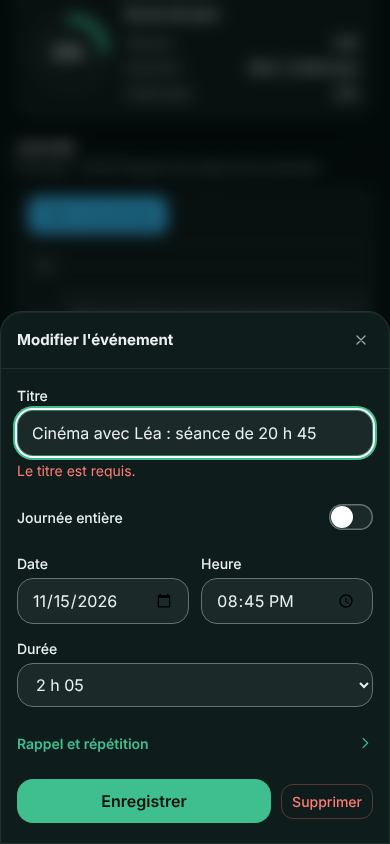 Modifier l'événement
Titre
Cinéma avec Léa : séance de 20 h 45
Le titre est requis.
Journée entière
Date
Heure
11/15/2026
08:45 PM
Durée
2 h 05
Rappel et répétition
Enregistrer
Supprimer